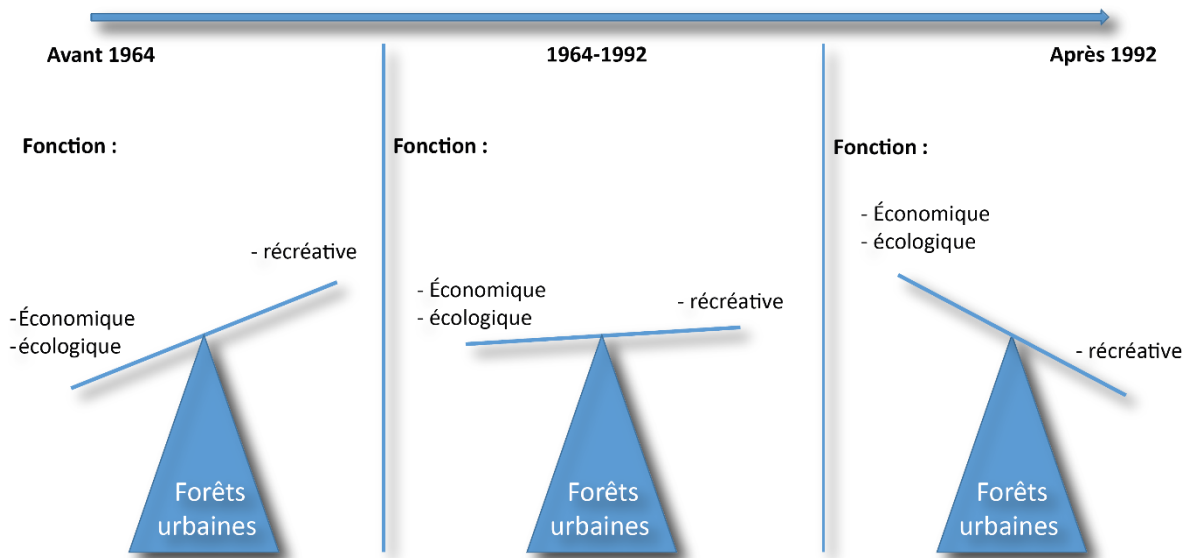 Avant 1964
1964-1992
Après 1992
Fonction :
Fonction :
Fonction :
- récréative
-Économique
-écologique
Forêts
urbaines
- Économique
- écologique
- récréative
Forêts
urbaines
- Économique
- écologique
- récréative
Forêts
urbaines